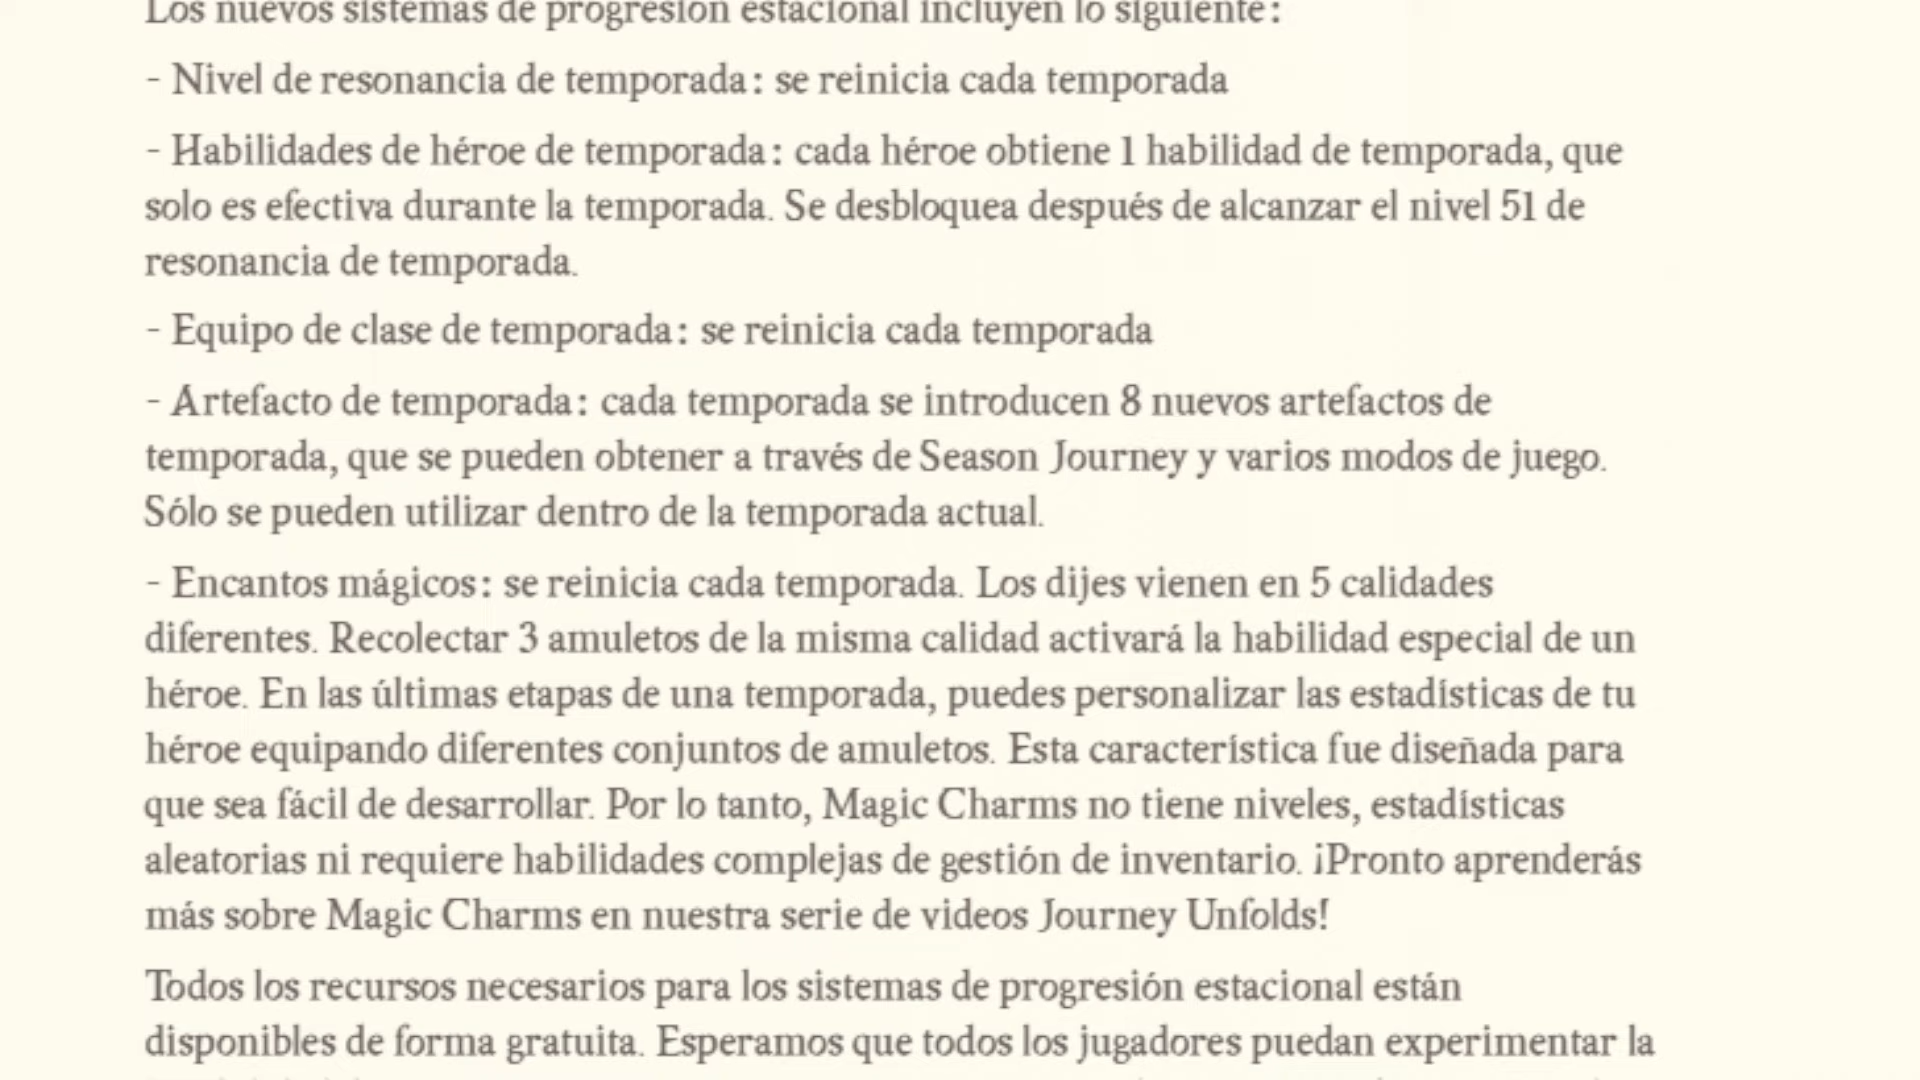 Los nuevos sistemas de progresión estacional incluyen lo siguiente:
- Nivel de resonancia de temporada: se reinicia cada temporada
- Habilidades de héroe de temporada: cada héroe obtiene 1 habilidad de temporada, que
solo es efectiva durante la temporada. Se desbloquea después de alcanzar el nivel 51 de
resonancia de temporada.
- Equipo de clase de temporada: se reinicia cada temporada
- Artefacto de temporada: cada temporada se introducen 8 nuevos artefactos de
temporada, que se pueden obtener a través de Season Journey y varios modos de juego.
Sólo se pueden utilizar dentro de la temporada actual.
- Encantos mágicos: se reinicia cada temporada. Los dijes vienen en 5 calidades
diferentes. Recolectar 3 amuletos de la misma calidad activará la habilidad especial de un
héroe. En las últimas etapas de una temporada, puedes personalizar las estadísticas de tu
héroe equipando diferentes conjuntos de amuletos. Esta característica fue diseñada para
que sea fácil de desarrollar. Por lo tanto, Magic Charms no tiene niveles, estadísticas
aleatorias ni requiere habilidades complejas de gestión de inventario. ¡Pronto aprenderás
más sobre Magic Charms en nuestra serie de videos Journey Unfolds!
Todos los recursos necesarios para los sistemas de progresión estacional están
disponibles de forma gratuita. Esperamos que todos los jugadores puedan experimentar la